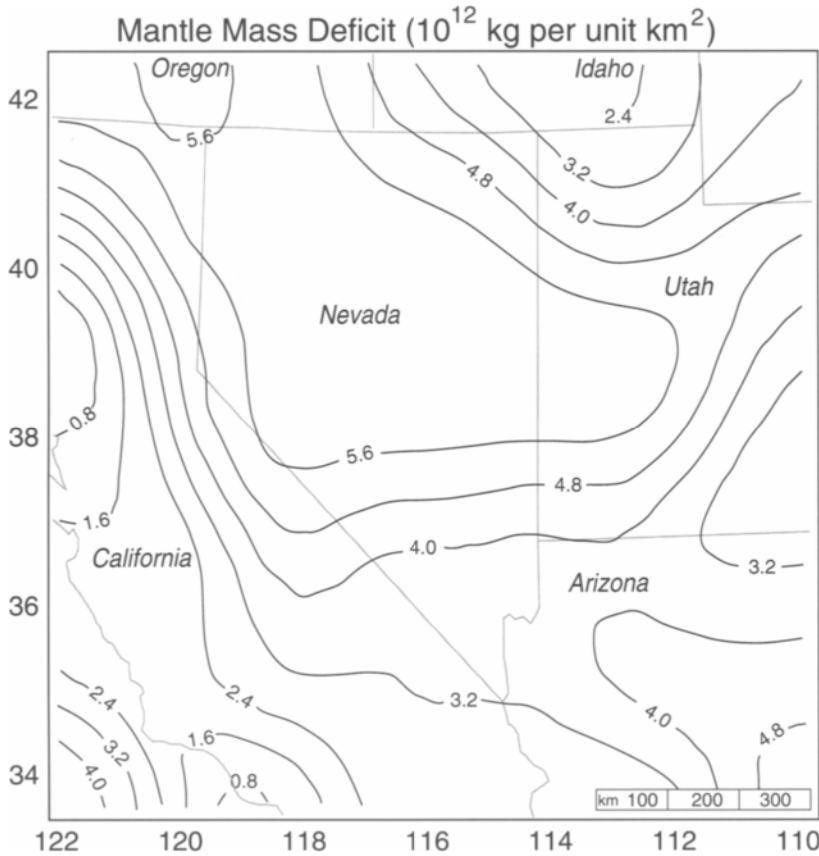 Mantle Mass Deficit (10¹² kg per unit km²)
Oregon
Idaho
42
5.6
2.4
3.2
4.8
4.0
40
Utah
Nevada
0.8
38
5.6
4.8
1.6
4.0
California
3.2
Arizona
36
2.4
2.4
3.2
4.0
1.6
3.2
4.8
4.0
0.8
34
km 100 200 300
122 120 118 116 114 112 110